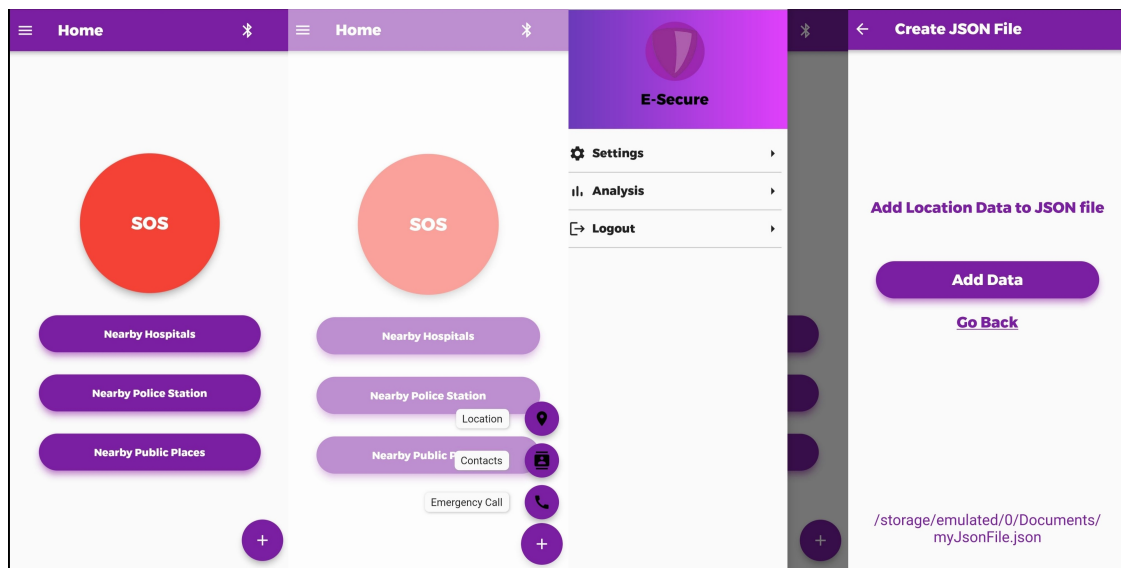 Home
SOS
Nearby Hospitals
Nearby Police Station
Nearby Public Places
Home
SOS
Nearby Hospitals
Nearby Police Station
Location
Nearby Public P
Contacts
Emergency Call
E-Secure
Settings
Analysis
Logout
Create JSON File
Add Location Data to JSON file
Add Data
Go Back
/storage/emulated/0/Documents/
myJsonFile.json